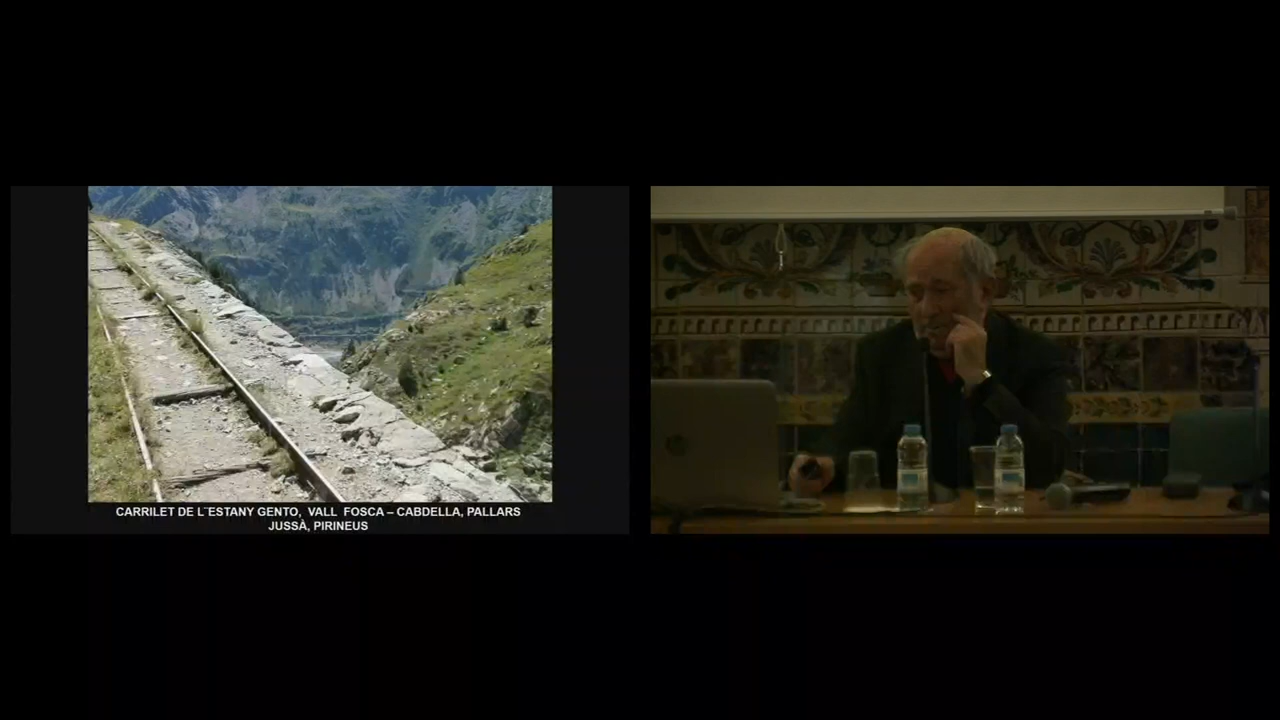 CARRILET DE L¨ESTANY GENTO, VALL FOSCA – CABDELLA, PALLARS
JUSSÀ, PIRINEUS